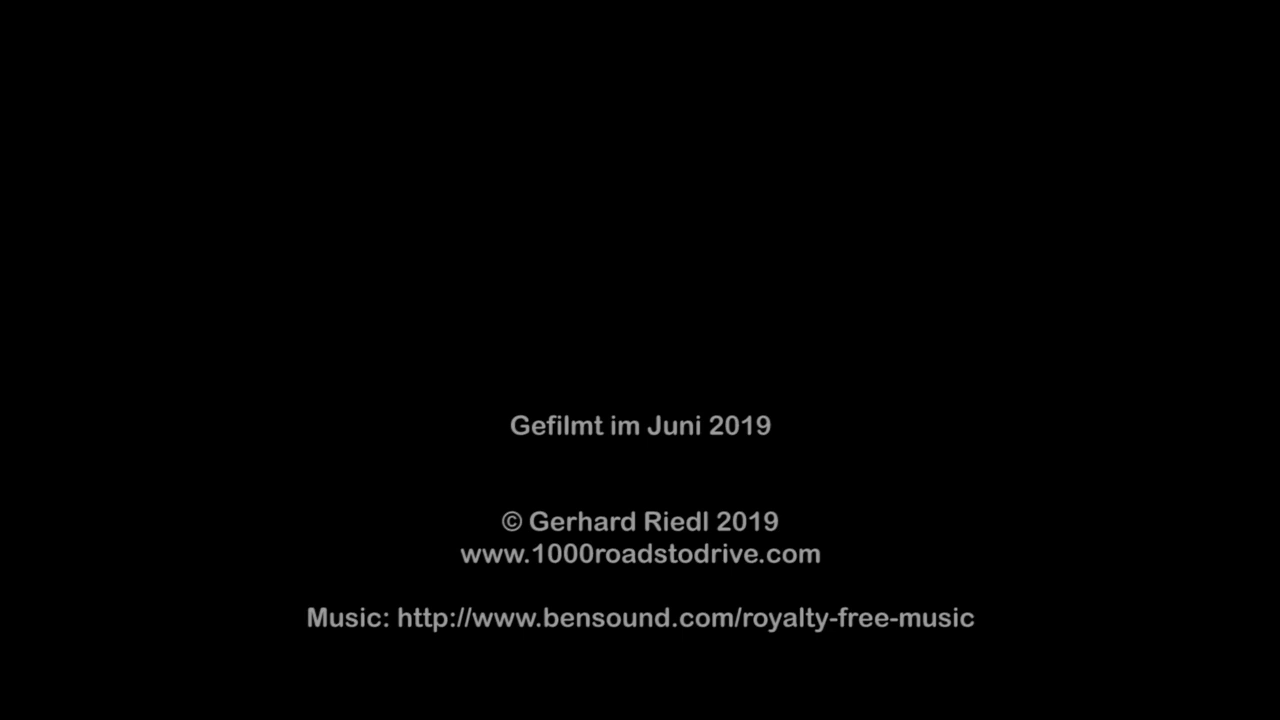 Gefilmt im Juni 2019
© Gerhard Riedl 2019
www.1000roadstodrive.com
Music: http://www.bensound.com/royalty-free-music